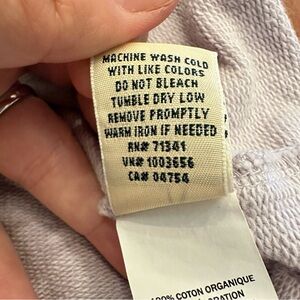 MACHINE WASH COLD
WITH LIKE COLORS
DO NOT BLEACH
TUMBLE DRY LOW
REMOVE PROMPTLY
WARM IRON IF NEEDED
RN# 71341
VN# 1003656
CA# 04754
100% COTON ORGANIQUE